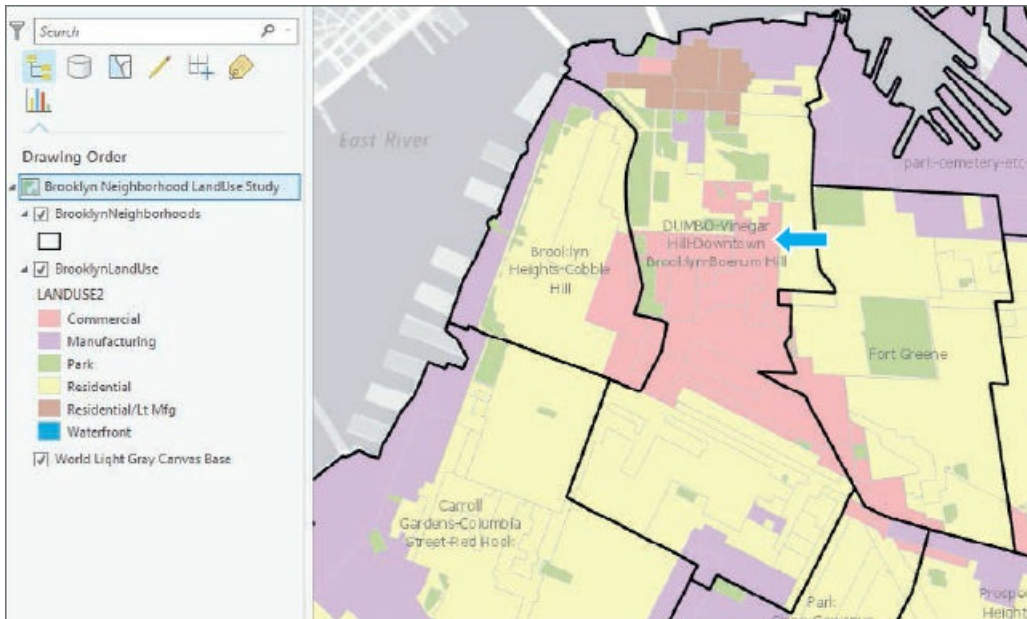 Search
Drawing Order
Brooklyn Neighborhood LandUse Study
BrooklynNeighborhoods
BrooklynLandUse
LANDUSE2
Commercial
Manufacturing
Park
Residential
Residential/Lt Mfg
Waterfront
World Light Gray Canvas Base
East River
park-cemetery-etc
DUMBO-Vinegar
Hill-Downtown
Brooklyn-Boerum Hill
Brooklyn
Heights-Cobble
Hill
Fort Greene
Carroll
Gardens-Columbia
Street-Red Hook
Park
Prospe
Height